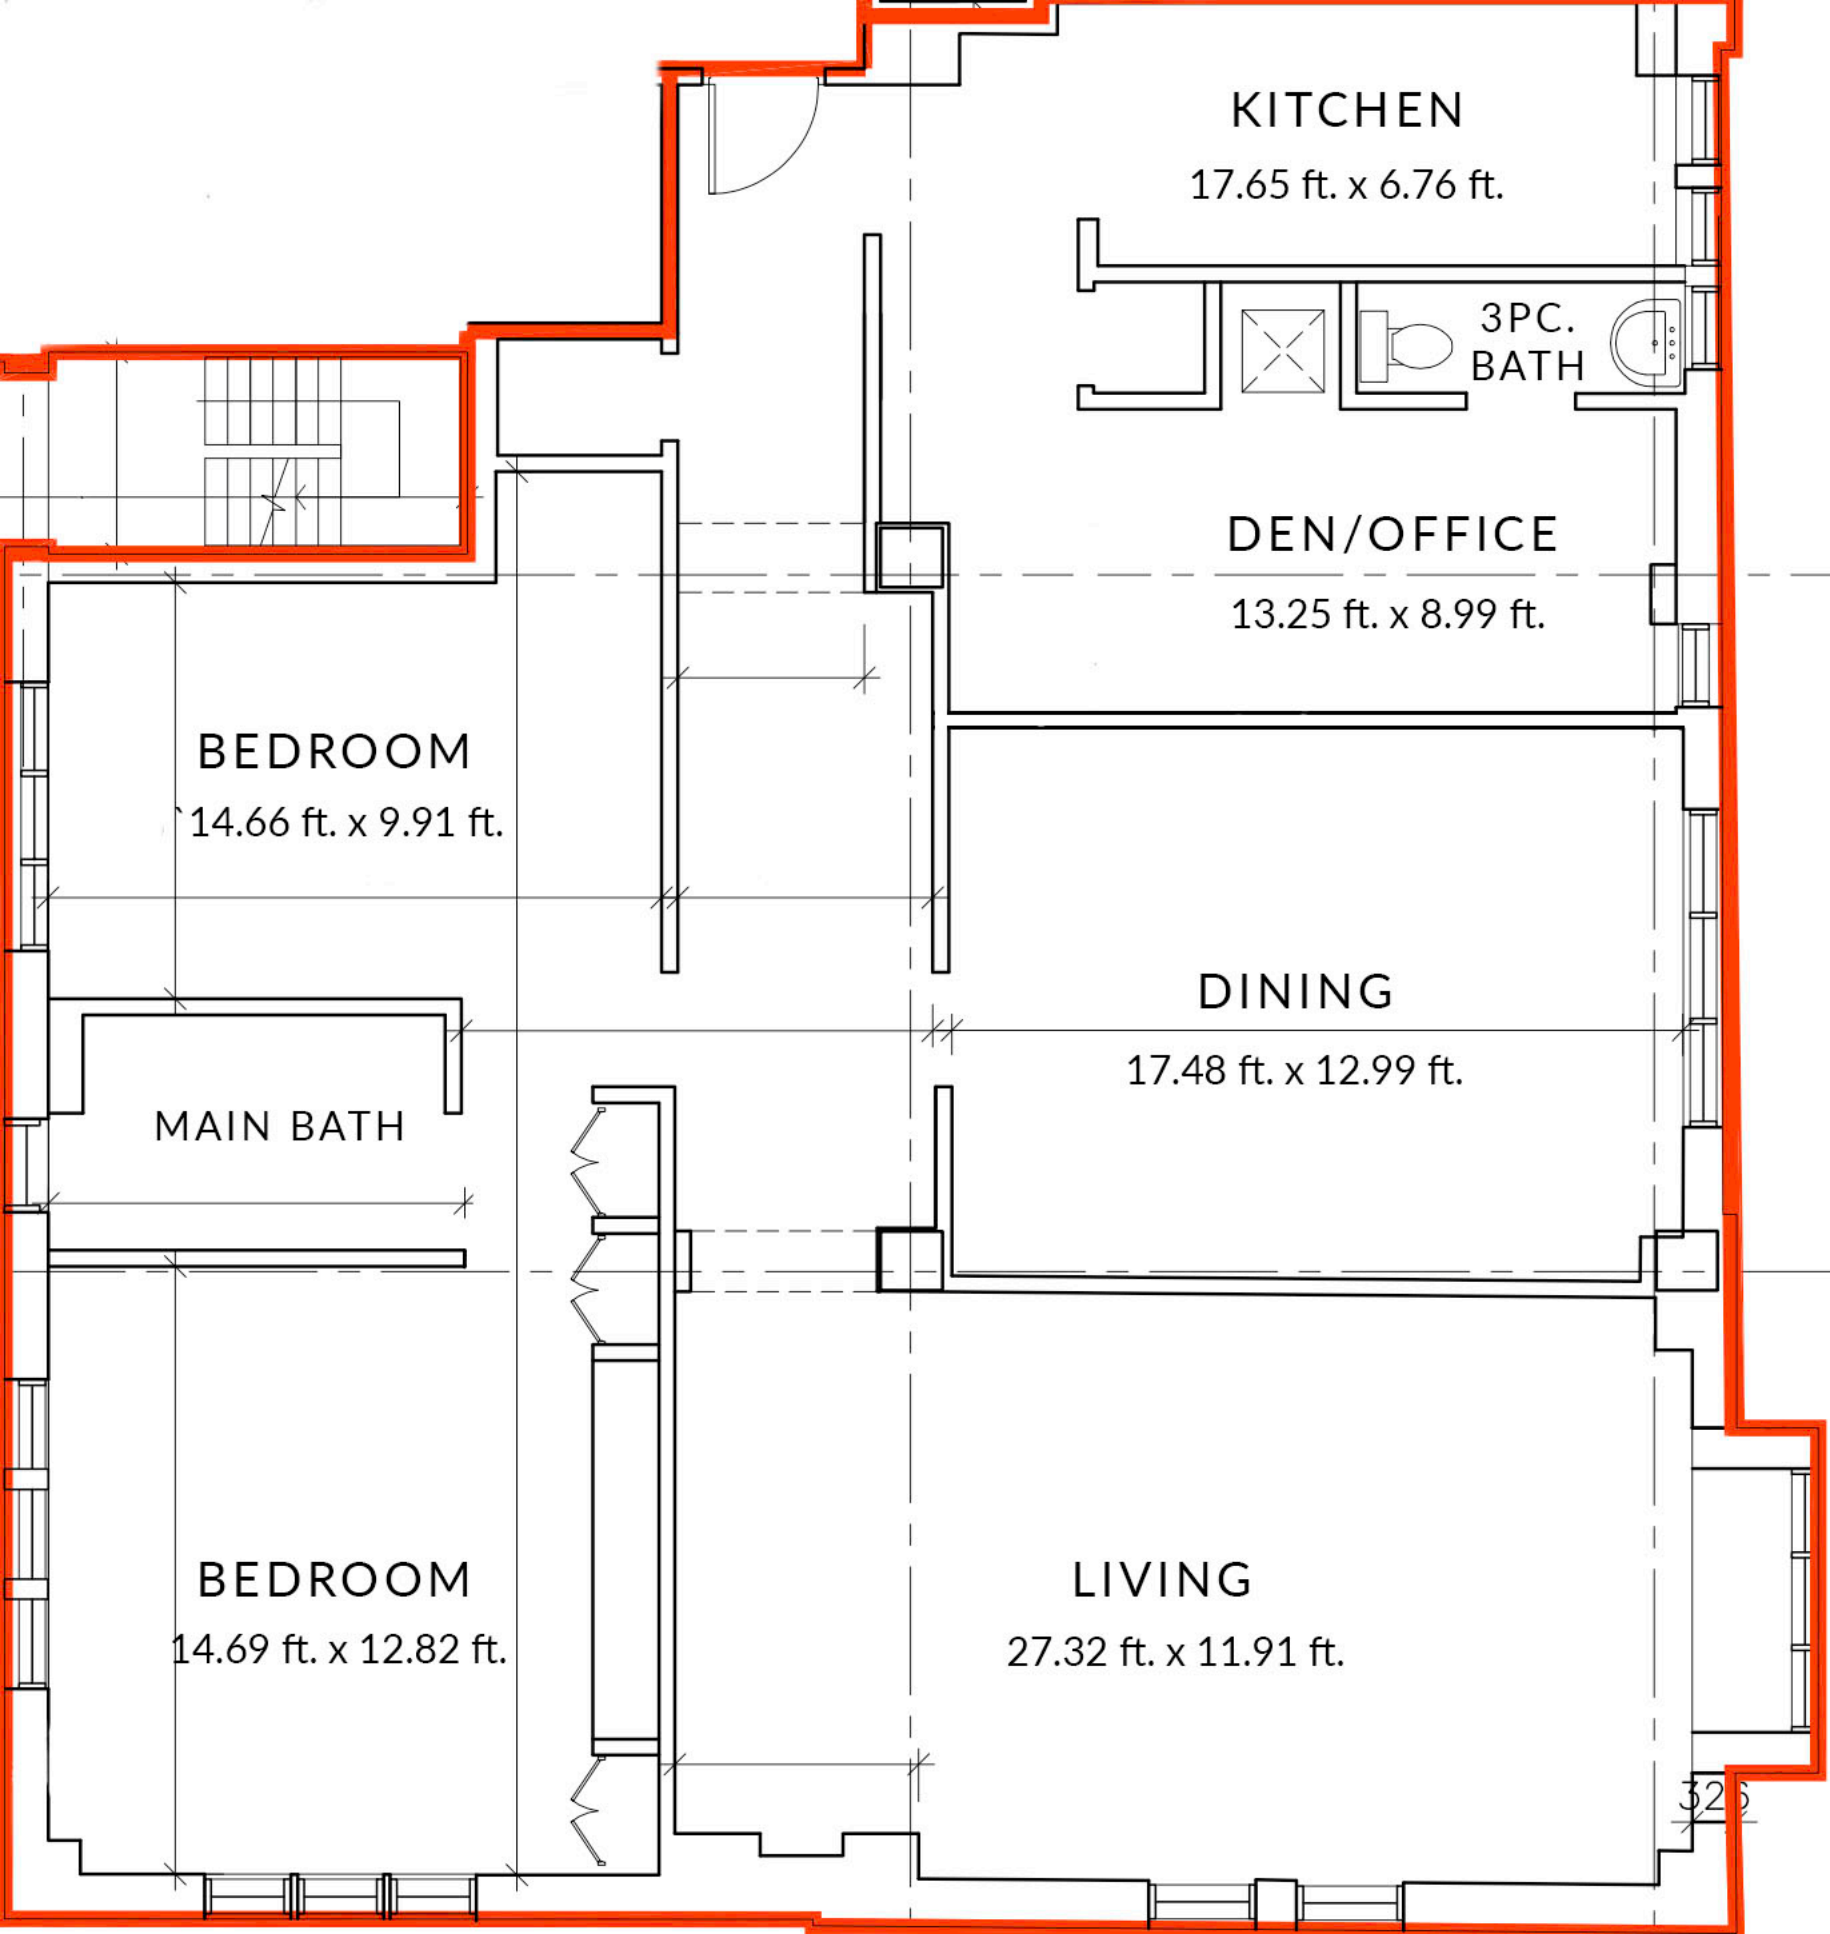 KITCHEN
17.65 ft. x 6.76 ft.
3PC.
BATH
DEN/OFFICE
13.25 ft. x 8.99 ft.
BEDROOM
`14.66 ft. x 9.91 ft.
DINING
17.48 ft. x 12.99 ft.
MAIN BATH
BEDROOM
14.69 ft. x 12.82 ft.
LIVING
27.32 ft. x 11.91 ft.
326